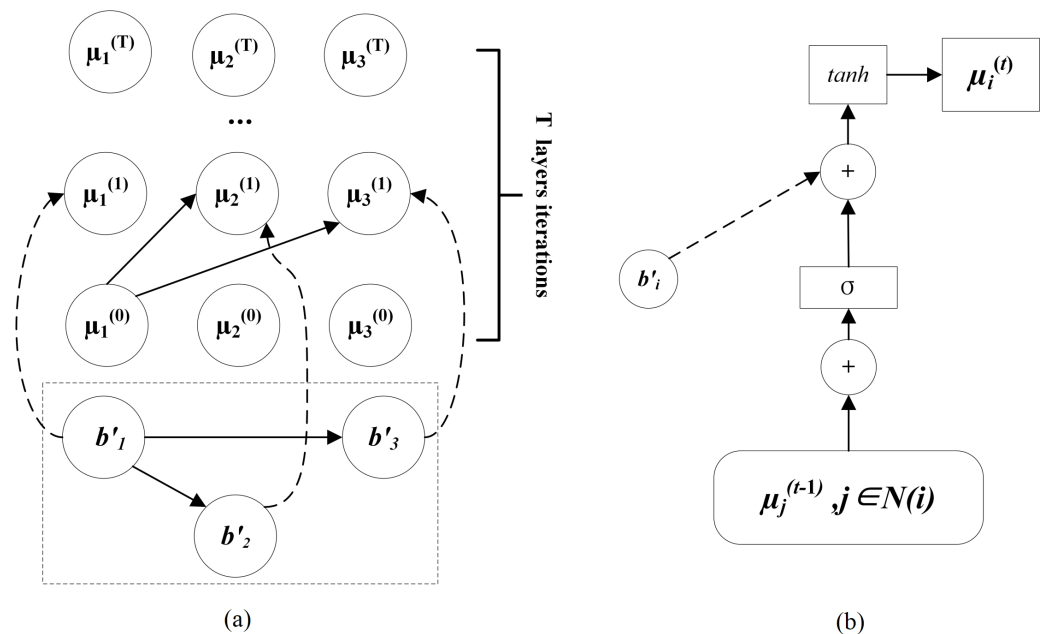 μ₁⁽ᵀ⁾ μ₂⁽ᵀ⁾ μ₃⁽ᵀ⁾
...
μ₁⁽¹⁾ μ₂⁽¹⁾ μ₃⁽¹⁾
μ₁⁽⁰⁾ μ₂⁽⁰⁾ μ₃⁽⁰⁾
T layers iterations
b'₁ b'₃
b'₂
(a)
tanh μᵢ⁽ᵗ⁾
+
b'ᵢ
σ
+
μⱼ⁽ᵗ⁻¹⁾ ,j∈N(i)
(b)